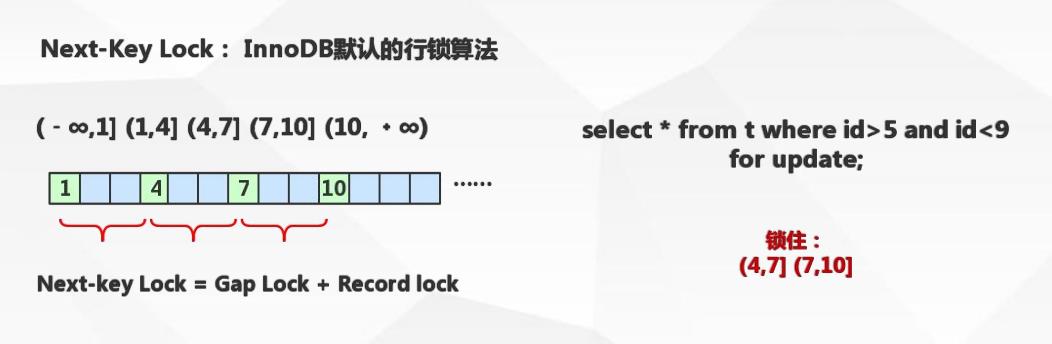 Next-Key Lock： InnoDB默认的行锁算法
(－∞,1] (1,4] (4,7] (7,10] (10, ＋∞)
1 4 7 10 ……
Next-key Lock = Gap Lock + Record lock
select * from t where id>5 and id<9
for update;
锁住：
(4,7] (7,10]